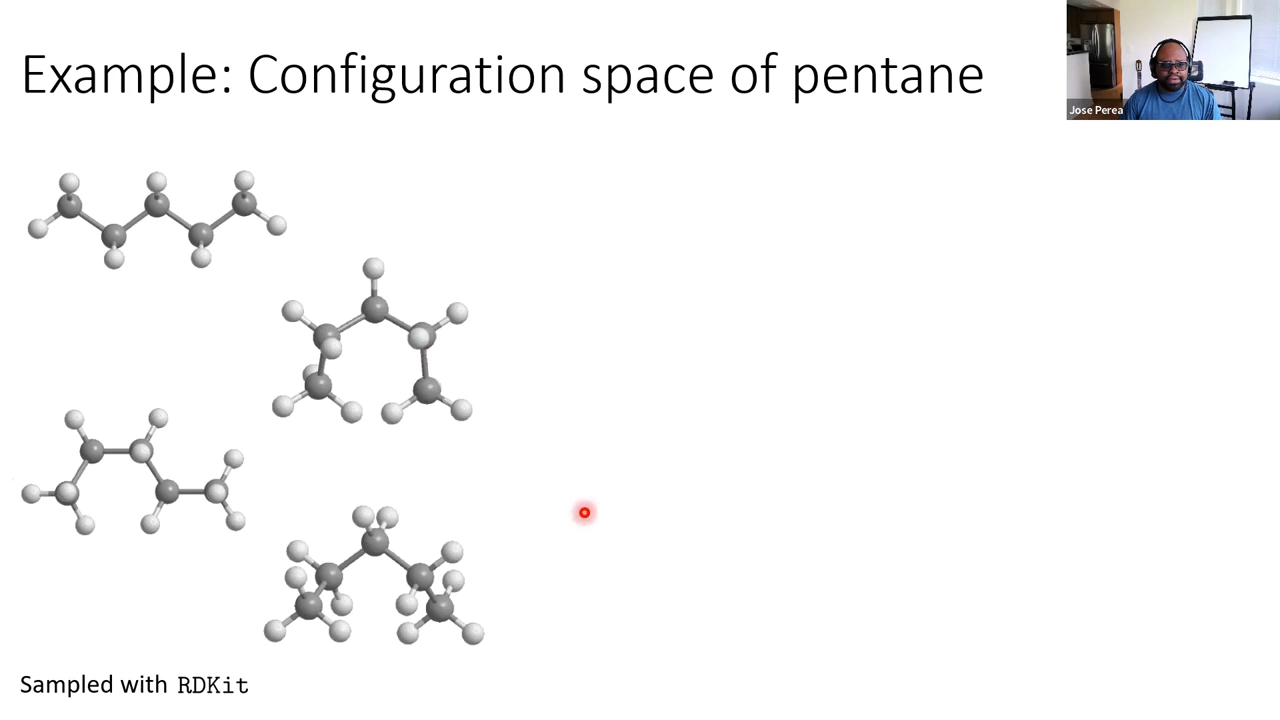 Example: Configuration space of pentane
Jose Perea
Sampled with RDKit